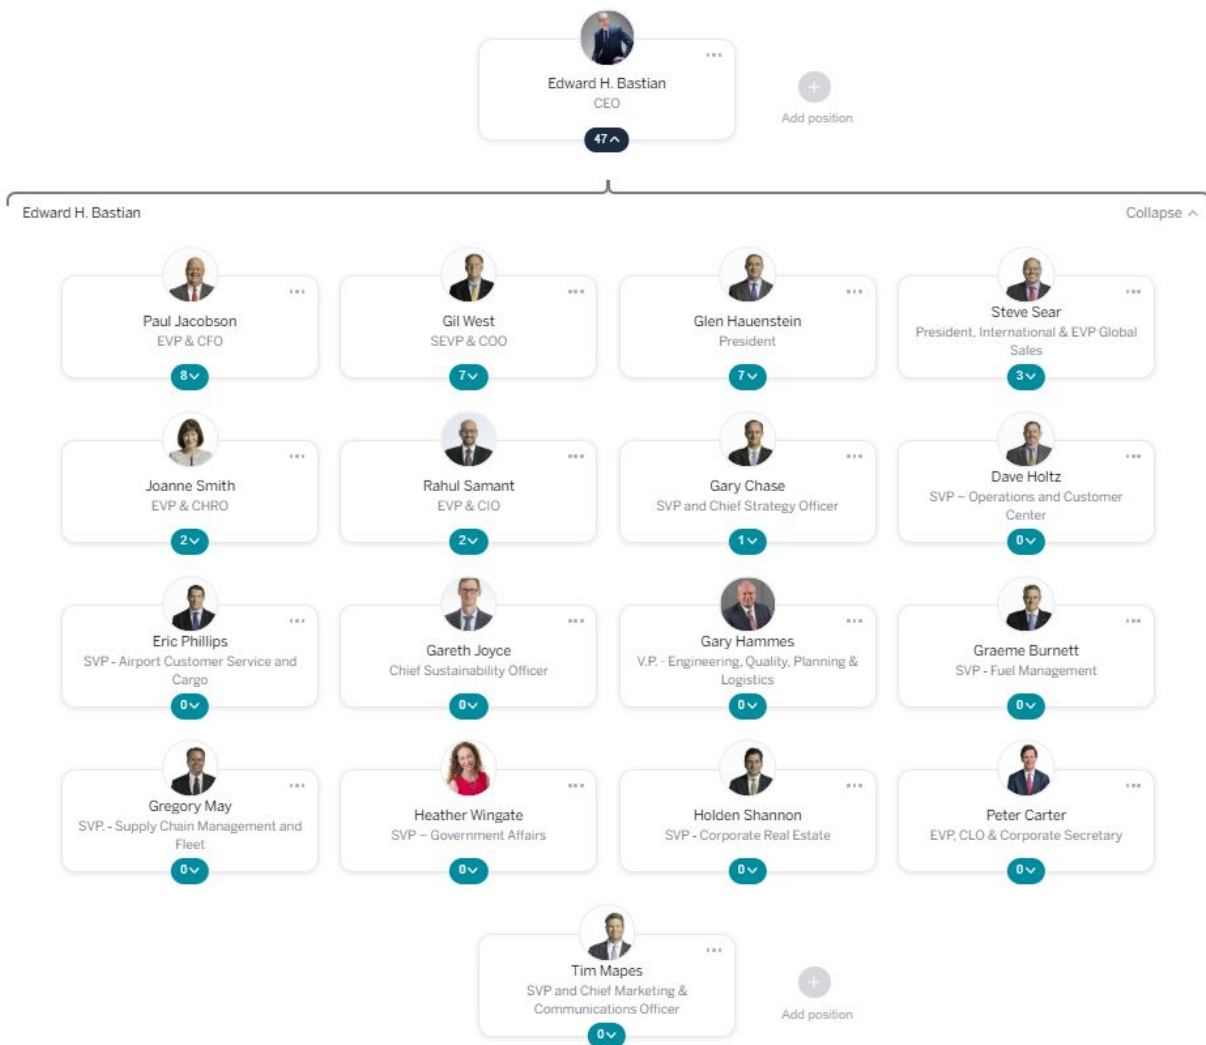 Edward H. Bastian
CEO
Add position
47
Edward H. Bastian
Collapse
Paul Jacobson
EVP & CFO
8
Gil West
SEVP & COO
7
Glen Hauenstein
President
7
Steve Sear
President, International & EVP Global
Sales
3
Joanne Smith
EVP & CHRO
2
Rahul Samant
EVP & CIO
2
Gary Chase
SVP and Chief Strategy Officer
1
Dave Holtz
SVP – Operations and Customer
Center
0
Eric Phillips
SVP - Airport Customer Service and
Cargo
0
Gareth Joyce
Chief Sustainability Officer
0
Gary Hammes
V.P. - Engineering, Quality, Planning &
Logistics
0
Graeme Burnett
SVP - Fuel Management
0
Gregory May
SVP. - Supply Chain Management and
Fleet
0
Heather Wingate
SVP – Government Affairs
0
Holden Shannon
SVP - Corporate Real Estate
0
Peter Carter
EVP, CLO & Corporate Secretary
0
Tim Mapes
SVP and Chief Marketing &
Communications Officer
0
Add position